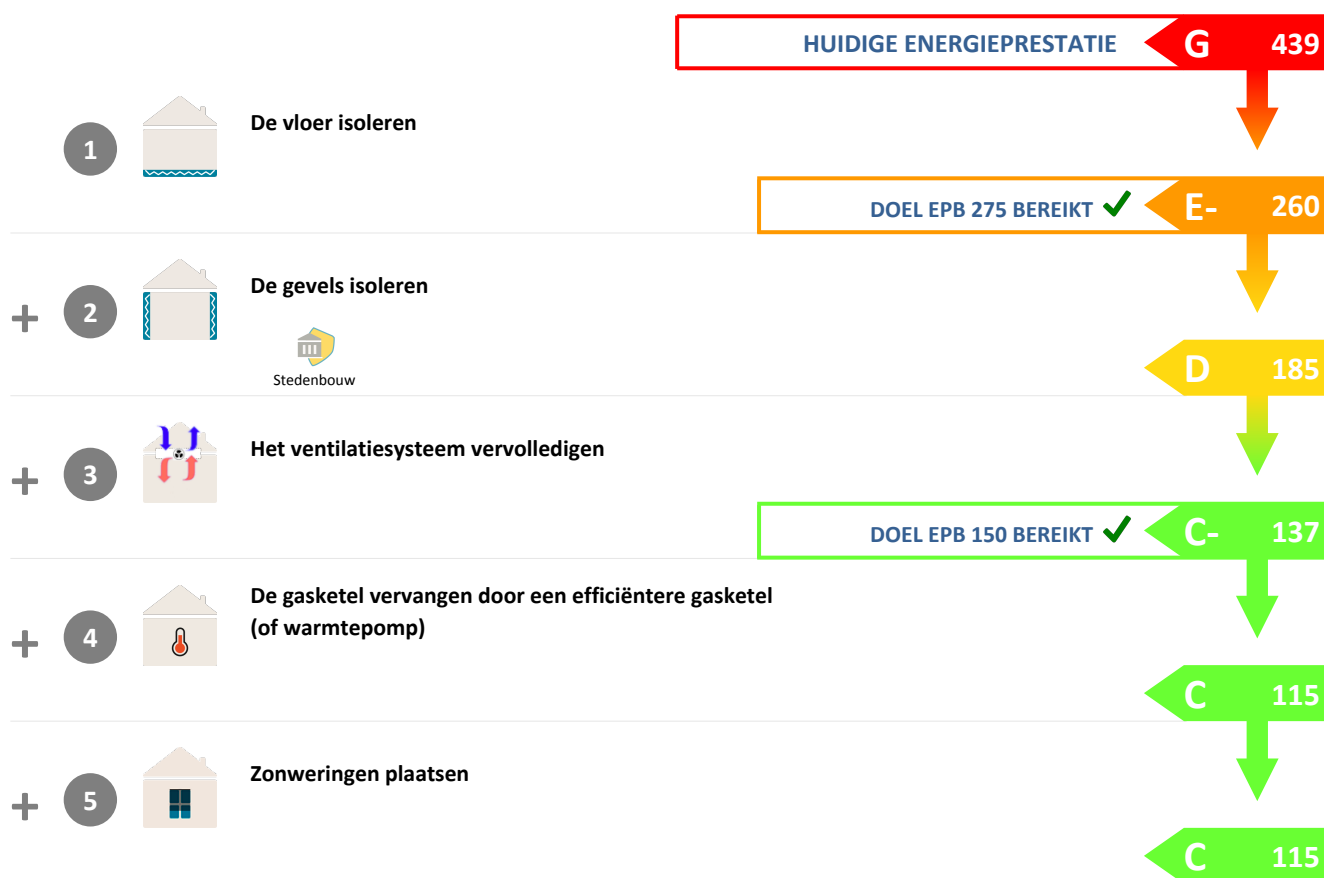 HUIDIGE ENERGIEPRESTATIE G 439
1 De vloer isoleren
DOEL EPB 275 BEREIKT ✓ E- 260
+ 2 De gevels isoleren
Stedenbouw
D 185
+ 3 Het ventilatiesysteem vervolledigen
DOEL EPB 150 BEREIKT ✓ C- 137
+ 4 De gasketel vervangen door een efficiëntere gasketel
(of warmtepomp)
C 115
+ 5 Zonweringen plaatsen
C 115